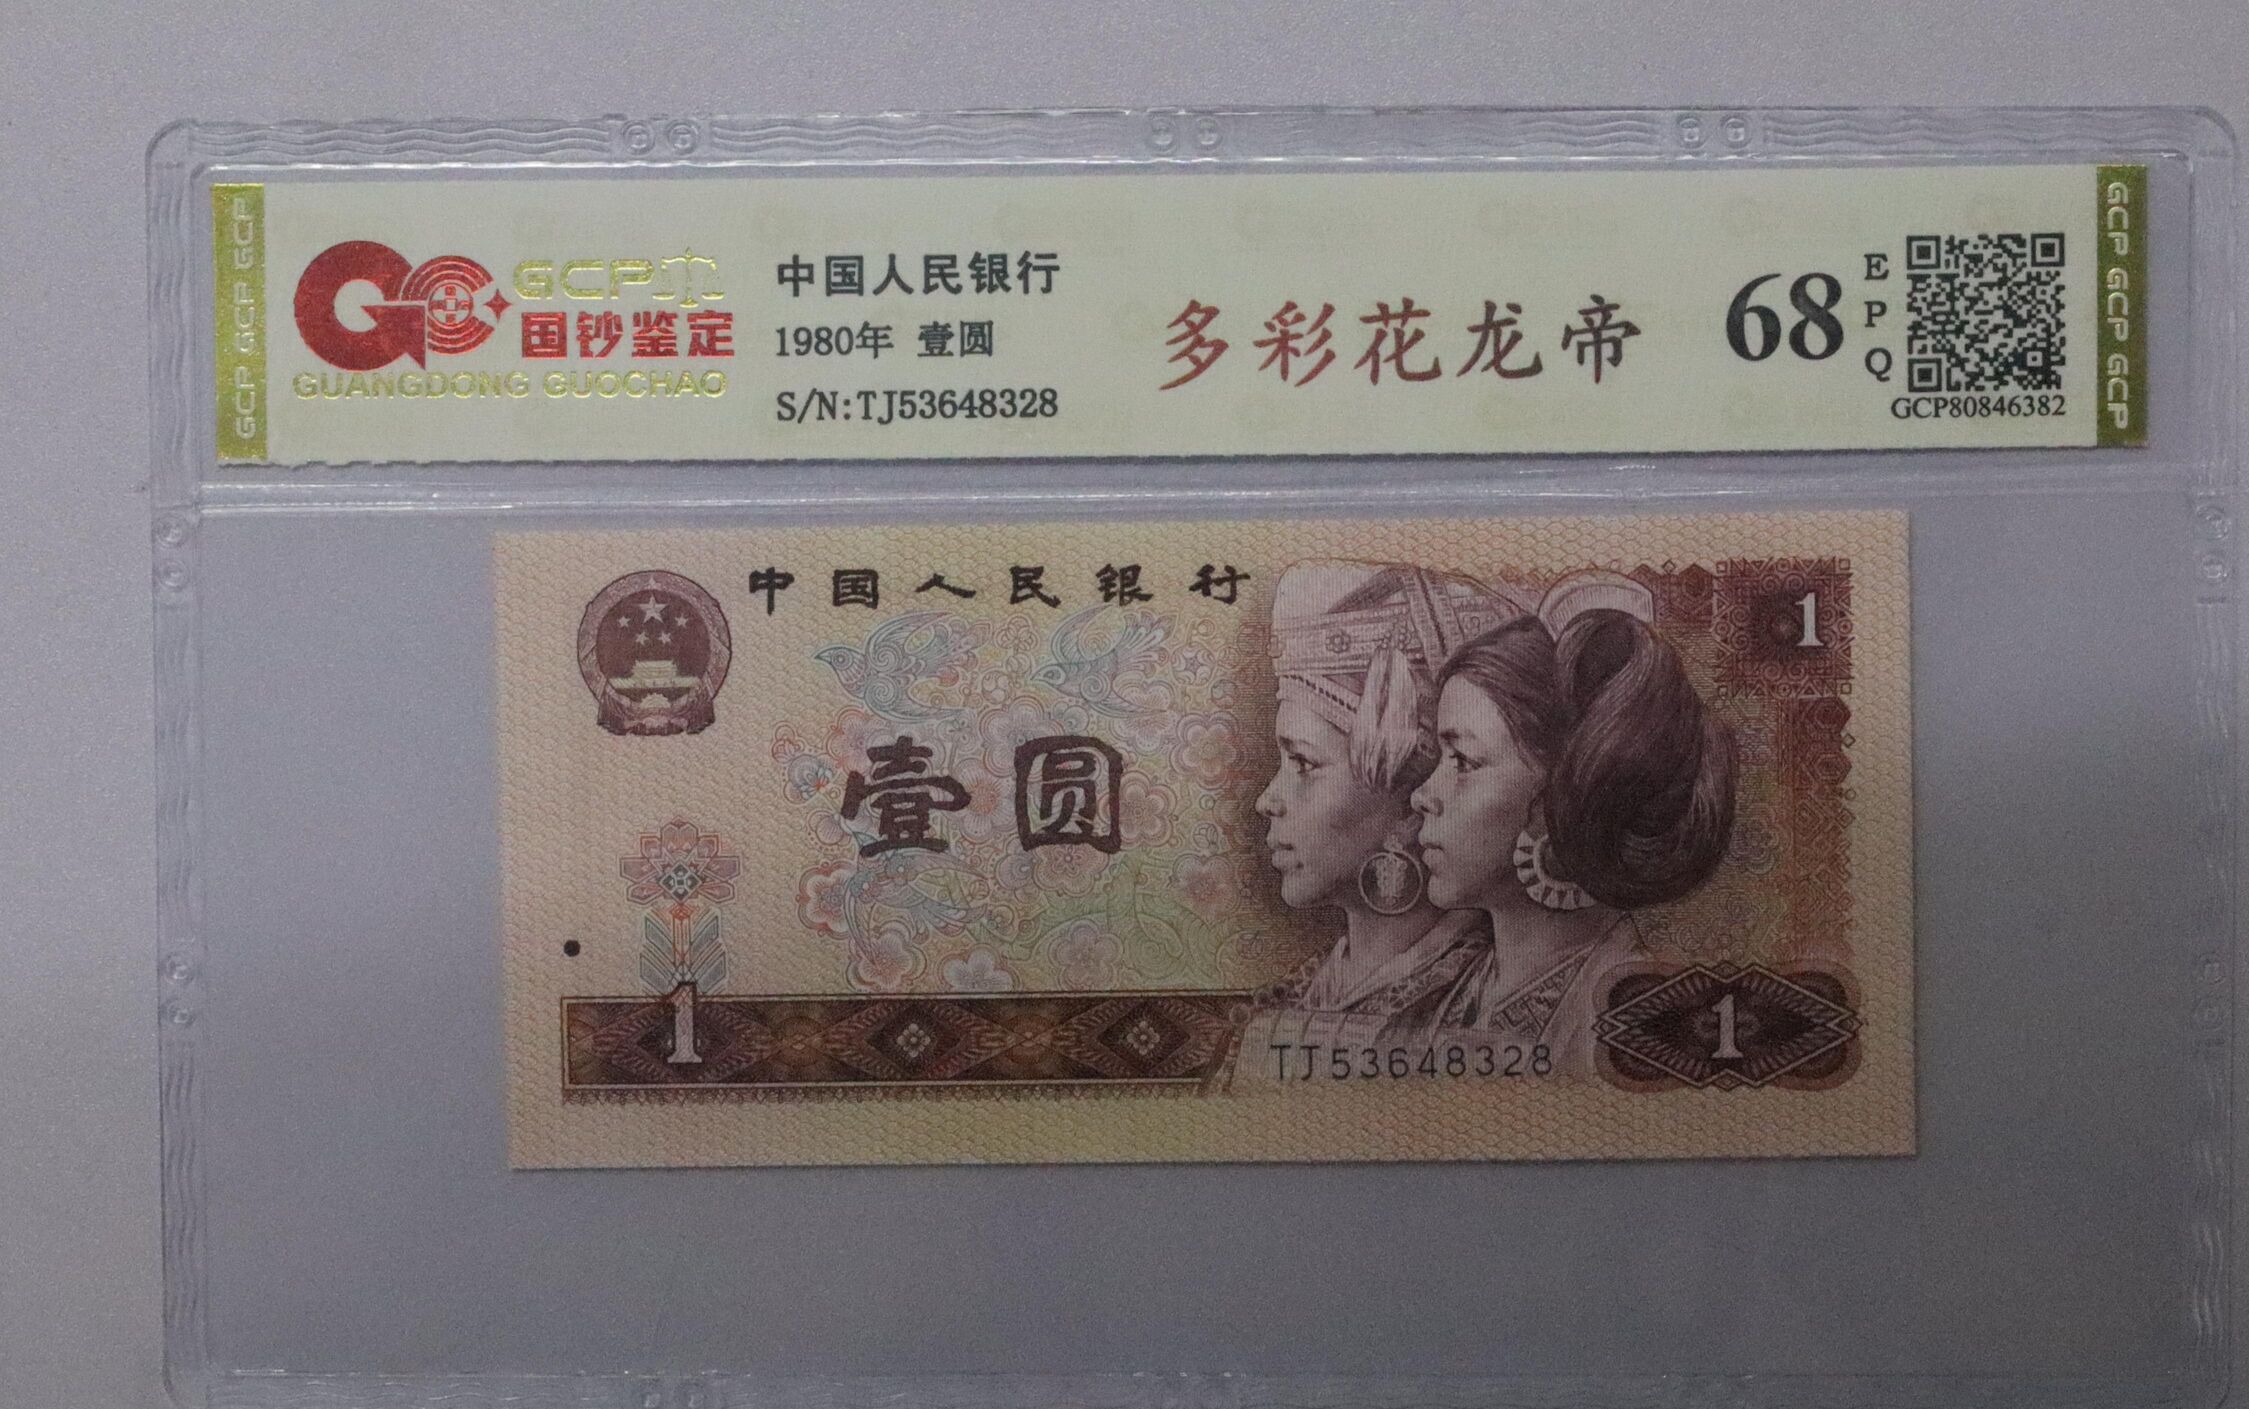 GCP
国钞鉴定
GUANGDONG GUOCHAO
中国人民银行
1980年 壹圆
S/N:TJ53648328
多彩花龙帝
68
EPQ
GCP80846382
GCP GCP GCP
GCP GCP GCP
中国人民银行
1
壹圆
1
1
TJ53648328